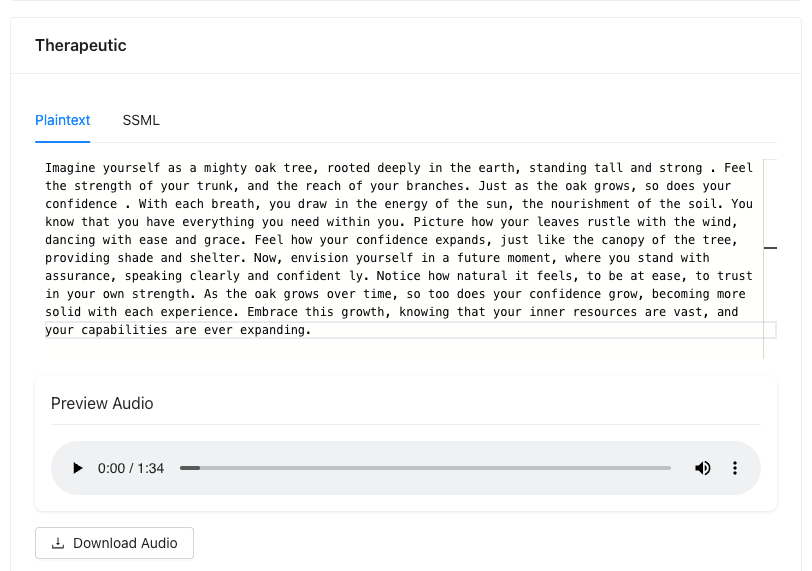 Therapeutic
Plaintext SSML
Imagine yourself as a mighty oak tree, rooted deeply in the earth, standing tall and strong . Feel
the strength of your trunk, and the reach of your branches. Just as the oak grows, so does your
confidence . With each breath, you draw in the energy of the sun, the nourishment of the soil. You
know that you have everything you need within you. Picture how your leaves rustle with the wind,
dancing with ease and grace. Feel how your confidence expands, just like the canopy of the tree,
providing shade and shelter. Now, envision yourself in a future moment, where you stand with
assurance, speaking clearly and confident ly. Notice how natural it feels, to be at ease, to trust
in your own strength. As the oak grows over time, so too does your confidence grow, becoming more
solid with each experience. Embrace this growth, knowing that your inner resources are vast, and
your capabilities are ever expanding.
Preview Audio
0:00 / 1:34
Download Audio